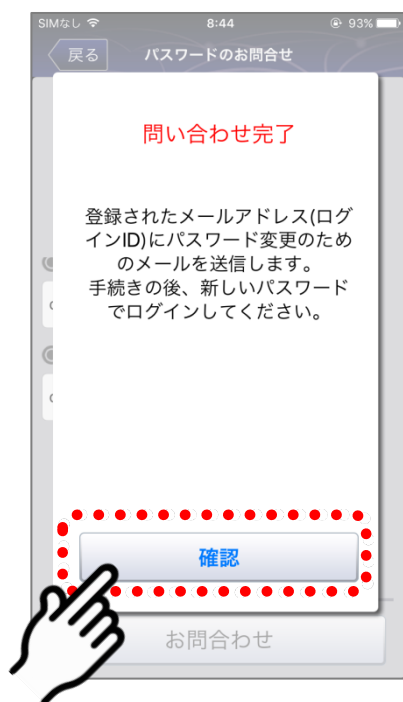 SIMなし 8:44 93%
戻る パスワードのお問合せ
問い合わせ完了
登録されたメールアドレス(ログ
インID)にパスワード変更のため
のメールを送信します。
手続きの後、新しいパスワード
でログインしてください。
確認
お問合わせ